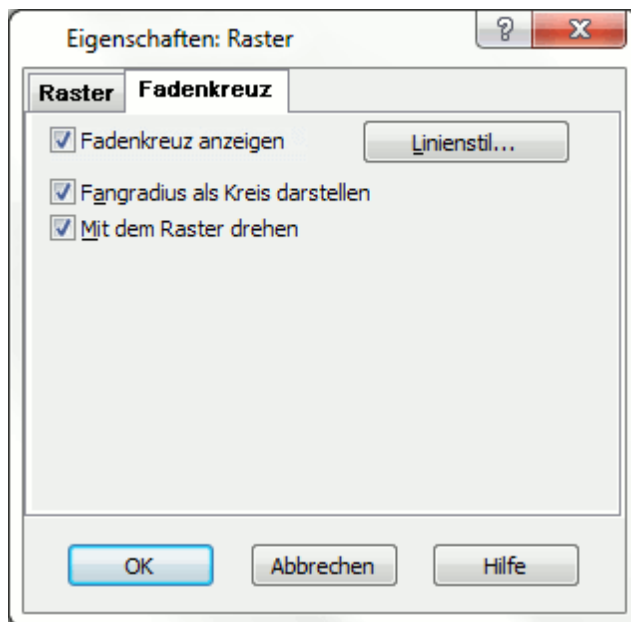 Eigenschaften: Raster
Raster Fadenkreuz
Fadenkreuz anzeigen Linienstil...
Fangradius als Kreis darstellen
Mit dem Raster drehen
OK Abbrechen Hilfe